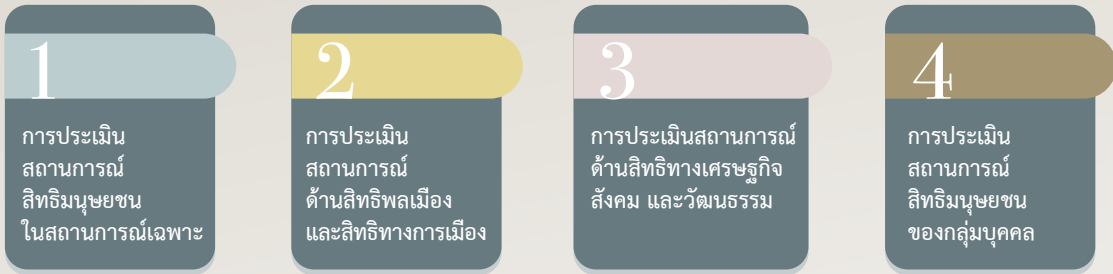 1
การประเมิน
สถานการณ์
สิทธิมนุษยชน
ในสถานการณ์เฉพาะ
2
การประเมิน
สถานการณ์
ด้านสิทธิพลเมือง
และสิทธิทางการเมือง
3
การประเมินสถานการณ์
ด้านสิทธิทางเศรษฐกิจ
สังคม และวัฒนธรรม
4
การประเมิน
สถานการณ์
สิทธิมนุษยชน
ของกลุ่มบุคคล